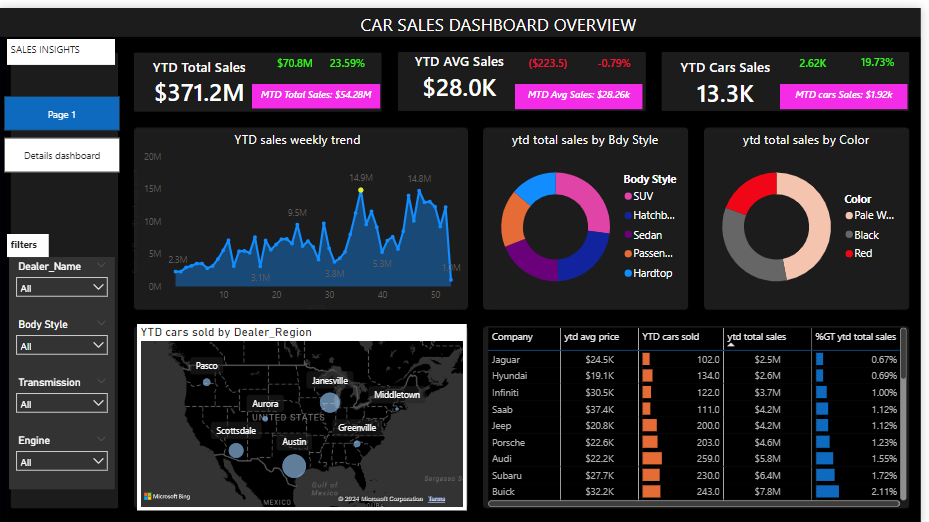 CAR SALES DASHBOARD OVERVIEW
SALES INSIGHTS
Page 1
Details dashboard
filters
Dealer_Name
All
Body Style
All
Transmission
All
Engine
All
YTD Total Sales
$70.8M 23.59%
$371.2M
MTD Total Sales: $54.28M
YTD AVG Sales
($223.5) -0.79%
$28.0K
MTD Avg Sales: $28.26k
YTD Cars Sales
2.62K 19.73%
13.3K
MTD cars Sales: $1.92k
YTD sales weekly trend
20M
15M
10M
5M
0M
2.3M
3.1M
9.5M
3.8M
14.9M
5.3M
14.8M
1.0M
10 20 30 40 50
ytd total sales by Bdy Style
Body Style
SUV
Hatchb...
Sedan
Passen...
Hardtop
ytd total sales by Color
Color
Pale W...
Black
Red
YTD cars sold by Dealer_Region
Pasco
Janesville
Middletown
Aurora
UNITED STATES
Scottsdale
Greenville
Austin
Gulf of
Mexico
Sargasso S
MEXICO
Microsoft Bing
© 2024 Microsoft Corporation Terms
Company ytd avg price YTD cars sold ytd total sales %GT ytd total sales
Jaguar $24.5K 102.0 $2.5M 0.67%
Hyundai $19.1K 134.0 $2.6M 0.69%
Infiniti $30.5K 122.0 $3.7M 1.00%
Saab $37.4K 111.0 $4.2M 1.12%
Jeep $20.8K 200.0 $4.2M 1.12%
Porsche $22.6K 203.0 $4.6M 1.23%
Audi $22.2K 259.0 $5.8M 1.55%
Subaru $27.7K 230.0 $6.4M 1.72%
Buick $32.2K 243.0 $7.8M 2.11%